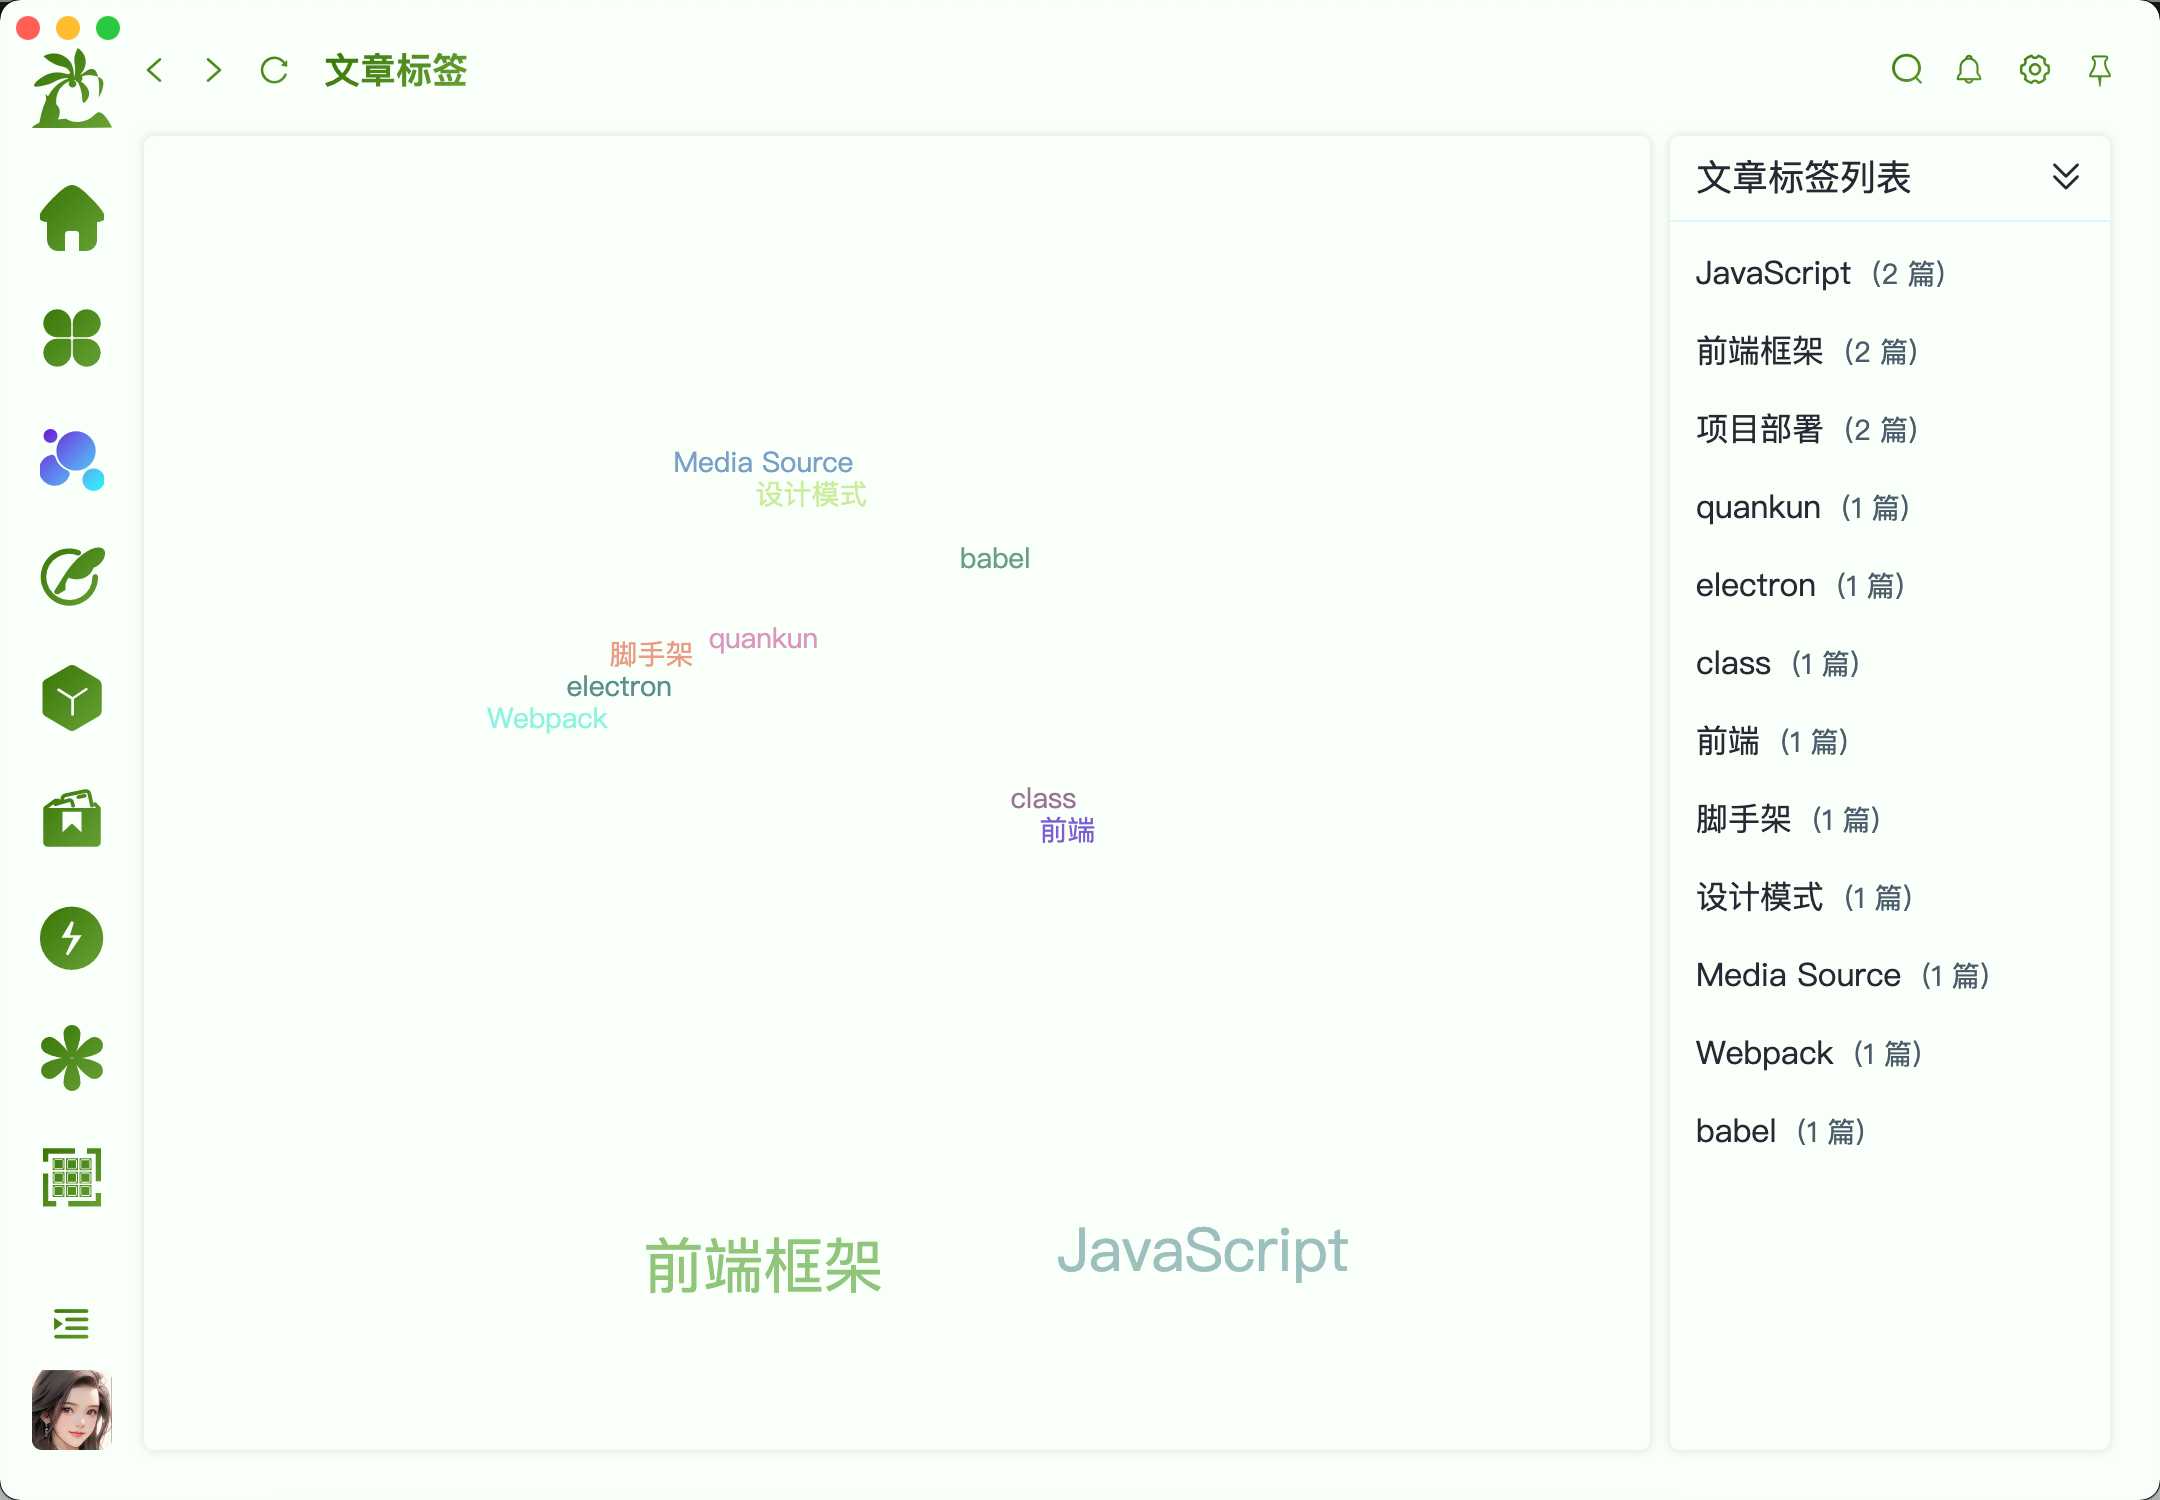 文章标签
Media Source
设计模式
babel
quankun
脚手架
electron
Webpack
class
前端
前端框架
JavaScript
文章标签列表
JavaScript (2 篇)
前端框架 (2 篇)
项目部署 (2 篇)
quankun (1 篇)
electron (1 篇)
class (1 篇)
前端 (1 篇)
脚手架 (1 篇)
设计模式 (1 篇)
Media Source (1 篇)
Webpack (1 篇)
babel (1 篇)